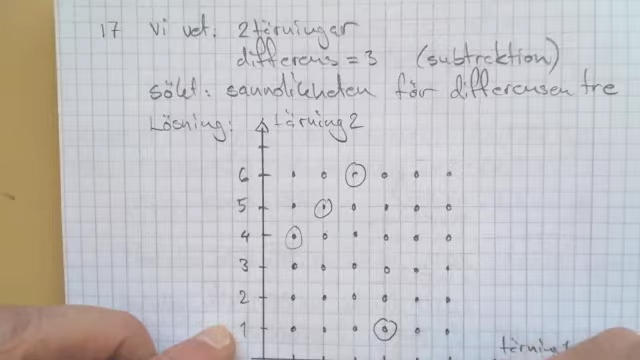 17 Vi vet: 2 tärningar
differens = 3 (subtraktion)
sökt: sannolikheten för differensen tre
Lösning: tärning 2
6
5
4
3
2
1
tärning 1